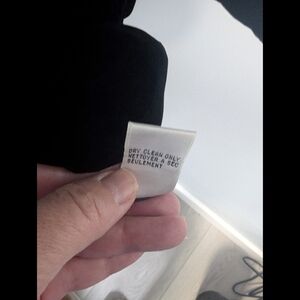 DRY CLEAN ONLY
NETTOYER A SEC
SEULEMENT